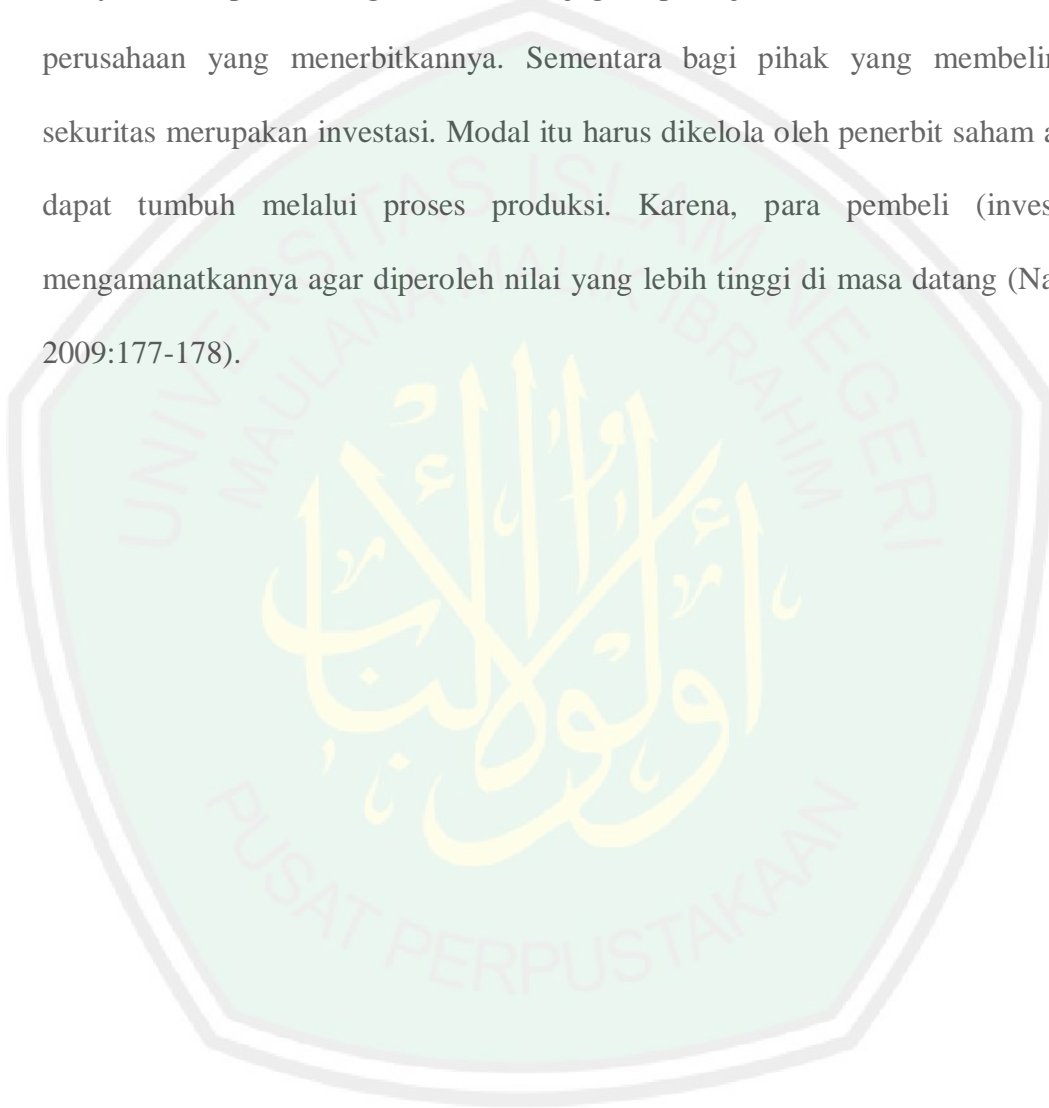 perusahaan yang menerbitkannya. Sementara bagi pihak yang
sekuritas merupakan investasi. Modal itu harus dikelola oleh penerbit saham
dapat tumbuh melalui proses produksi. Karena, para pembeli
mengamanatkannya agar diperoleh nilai yang lebih tinggi di masa datang
2009:177-178).
UNIVERSITAS ISLAM NEGERI
MAULANA MALIK IBRAHIM
أولوا الألباب
PUSAT PERPUSTAKAAN